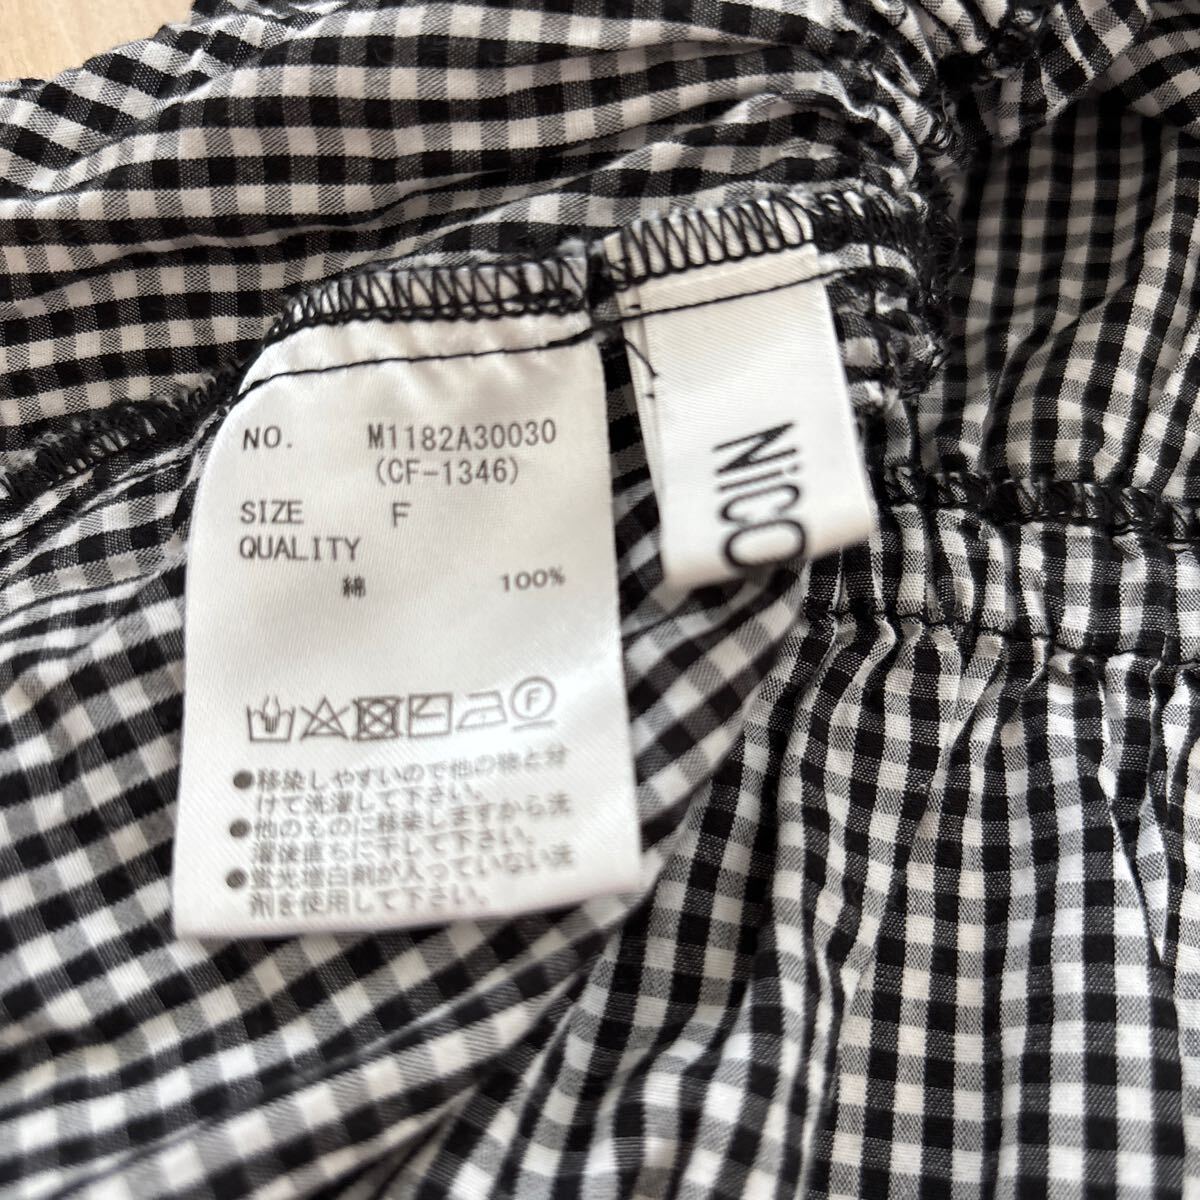 NO. M1182A30030
(CF-1346)
SIZE F
QUALITY
綿 100%
F
●移染しやすいので他の物と分
けて洗濯して下さい。
●他のものに移染しますから洗
濯後直ちに干して下さい。
●蛍光増白剤が入っていない洗
剤を使用して下さい。
NiCO